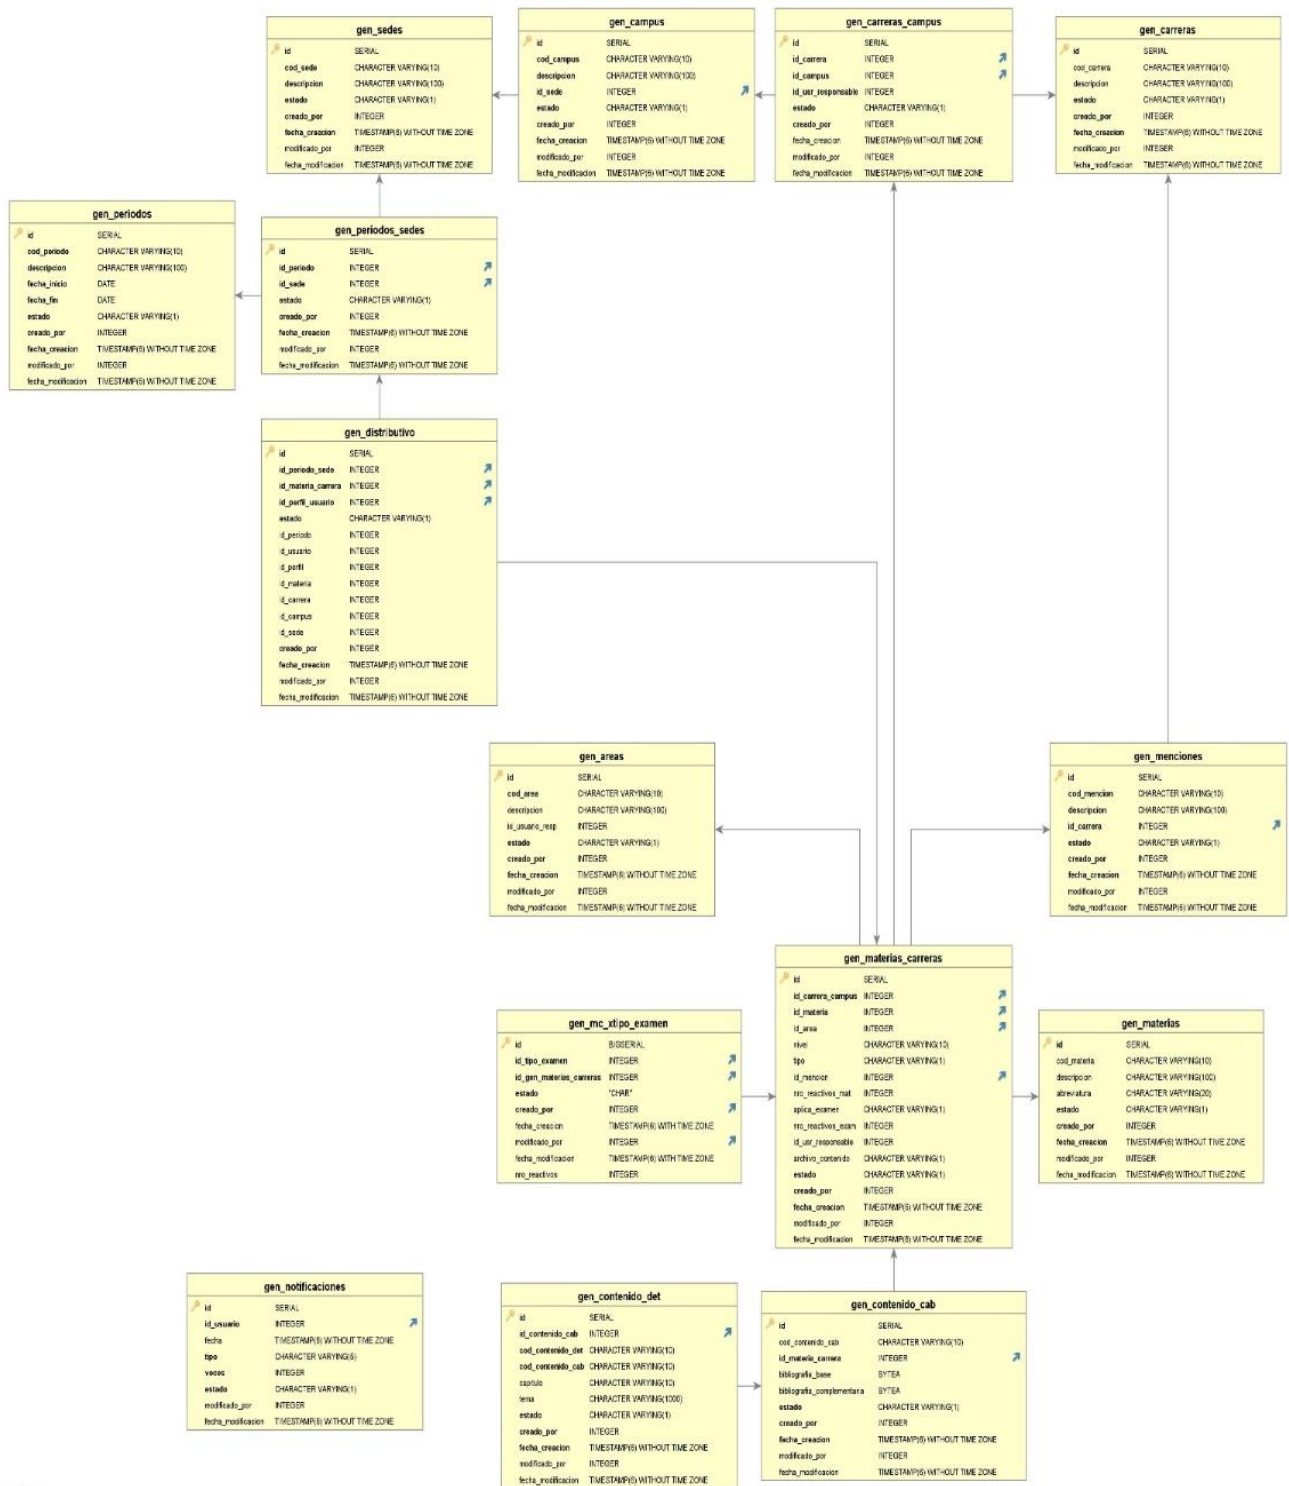 gen_sedes
id SERIAL
cod_sede CHARACTER VARYING(10)
descripcion CHARACTER VARYING(100)
estado CHARACTER VARYING(1)
creado_por INTEGER
fecha_creacion TIMESTAMP(6) WITHOUT TIME ZONE
modificado_por INTEGER
fecha_modificacion TIMESTAMP(6) WITHOUT TIME ZONE
gen_campus
id SERIAL
cod_campus CHARACTER VARYING(10)
descripcion CHARACTER VARYING(100)
id_sede INTEGER
estado CHARACTER VARYING(1)
creado_por INTEGER
fecha_creacion TIMESTAMP(6) WITHOUT TIME ZONE
modificado_por INTEGER
fecha_modificacion TIMESTAMP(6) WITHOUT TIME ZONE
gen_carreras_campus
id SERIAL
id_carrera INTEGER
id_campus INTEGER
id_usr_responsable INTEGER
estado CHARACTER VARYING(1)
creado_por INTEGER
fecha_creacion TIMESTAMP(6) WITHOUT TIME ZONE
modificado_por INTEGER
fecha_modificacion TIMESTAMP(6) WITHOUT TIME ZONE
gen_carreras
id SERIAL
cod_carrera CHARACTER VARYING(10)
descripcion CHARACTER VARYING(100)
estado CHARACTER VARYING(1)
creado_por INTEGER
fecha_creacion TIMESTAMP(6) WITHOUT TIME ZONE
modificado_por INTEGER
fecha_modificacion TIMESTAMP(6) WITHOUT TIME ZONE
gen_periodos
id SERIAL
cod_periodo CHARACTER VARYING(10)
descripcion CHARACTER VARYING(100)
fecha_inicio DATE
fecha_fin DATE
estado CHARACTER VARYING(1)
creado_por INTEGER
fecha_creacion TIMESTAMP(6) WITHOUT TIME ZONE
modificado_por INTEGER
fecha_modificacion TIMESTAMP(6) WITHOUT TIME ZONE
gen_periodos_sedes
id SERIAL
id_periodo INTEGER
id_sede INTEGER
estado CHARACTER VARYING(1)
creado_por INTEGER
fecha_creacion TIMESTAMP(6) WITHOUT TIME ZONE
modificado_por INTEGER
fecha_modificacion TIMESTAMP(6) WITHOUT TIME ZONE
gen_distributivo
id SERIAL
id_periodo_sede INTEGER
id_materia_carrera INTEGER
id_perfil_usuario INTEGER
estado CHARACTER VARYING(1)
id_periodo INTEGER
id_usuario INTEGER
id_perfil INTEGER
id_materia INTEGER
id_carrera INTEGER
id_campus INTEGER
id_sede INTEGER
creado_por INTEGER
fecha_creacion TIMESTAMP(6) WITHOUT TIME ZONE
modificado_por INTEGER
fecha_modificacion TIMESTAMP(6) WITHOUT TIME ZONE
gen_areas
id SERIAL
cod_area CHARACTER VARYING(10)
descripcion CHARACTER VARYING(100)
id_usuario_resp INTEGER
estado CHARACTER VARYING(1)
creado_por INTEGER
fecha_creacion TIMESTAMP(6) WITHOUT TIME ZONE
modificado_por INTEGER
fecha_modificacion TIMESTAMP(6) WITHOUT TIME ZONE
gen_menciones
id SERIAL
cod_mencion CHARACTER VARYING(10)
descripcion CHARACTER VARYING(100)
id_carrera INTEGER
estado CHARACTER VARYING(1)
creado_por INTEGER
fecha_creacion TIMESTAMP(6) WITHOUT TIME ZONE
modificado_por INTEGER
fecha_modificacion TIMESTAMP(6) WITHOUT TIME ZONE
gen_materias_carreras
id SERIAL
id_carrera_campus INTEGER
id_materia INTEGER
id_area INTEGER
nivel CHARACTER VARYING(10)
tipo CHARACTER VARYING(1)
id_mencion INTEGER
nro_reactivos_mat INTEGER
aplica_examen CHARACTER VARYING(1)
nro_reactivos_exam INTEGER
id_usr_responsable INTEGER
archivo_contenido CHARACTER VARYING(1)
estado CHARACTER VARYING(1)
creado_por INTEGER
fecha_creacion TIMESTAMP(6) WITHOUT TIME ZONE
modificado_por INTEGER
fecha_modificacion TIMESTAMP(6) WITHOUT TIME ZONE
gen_mc_xtipo_examen
id BIGSERIAL
id_tipo_examen INTEGER
id_gen_materias_carreras INTEGER
estado "CHAR"
creado_por INTEGER
fecha_creacion TIMESTAMP(6) WITH TIME ZONE
modificado_por INTEGER
fecha_modificacion TIMESTAMP(6) WITH TIME ZONE
nro_reactivos INTEGER
gen_materias
id SERIAL
cod_materia CHARACTER VARYING(10)
descripcion CHARACTER VARYING(100)
abreviatura CHARACTER VARYING(20)
estado CHARACTER VARYING(1)
creado_por INTEGER
fecha_creacion TIMESTAMP(6) WITHOUT TIME ZONE
modificado_por INTEGER
fecha_modificacion TIMESTAMP(6) WITHOUT TIME ZONE
gen_notificaciones
id SERIAL
id_usuario INTEGER
fecha TIMESTAMP(6) WITHOUT TIME ZONE
tipo CHARACTER VARYING(5)
veces INTEGER
estado CHARACTER VARYING(1)
modificado_por INTEGER
fecha_modificacion TIMESTAMP(6) WITHOUT TIME ZONE
gen_contenido_det
id SERIAL
id_contenido_cab INTEGER
cod_contenido_det CHARACTER VARYING(10)
cod_contenido_cab CHARACTER VARYING(10)
capitulo CHARACTER VARYING(10)
tema CHARACTER VARYING(1000)
estado CHARACTER VARYING(1)
creado_por INTEGER
fecha_creacion TIMESTAMP(6) WITHOUT TIME ZONE
modificado_por INTEGER
fecha_modificacion TIMESTAMP(6) WITHOUT TIME ZONE
gen_contenido_cab
id SERIAL
cod_contenido_cab CHARACTER VARYING(10)
id_materia_carrera INTEGER
bibliografia_base BYTEA
bibliografia_complementaria BYTEA
estado CHARACTER VARYING(1)
creado_por INTEGER
fecha_creacion TIMESTAMP(6) WITHOUT TIME ZONE
modificado_por INTEGER
fecha_modificacion TIMESTAMP(6) WITHOUT TIME ZONE